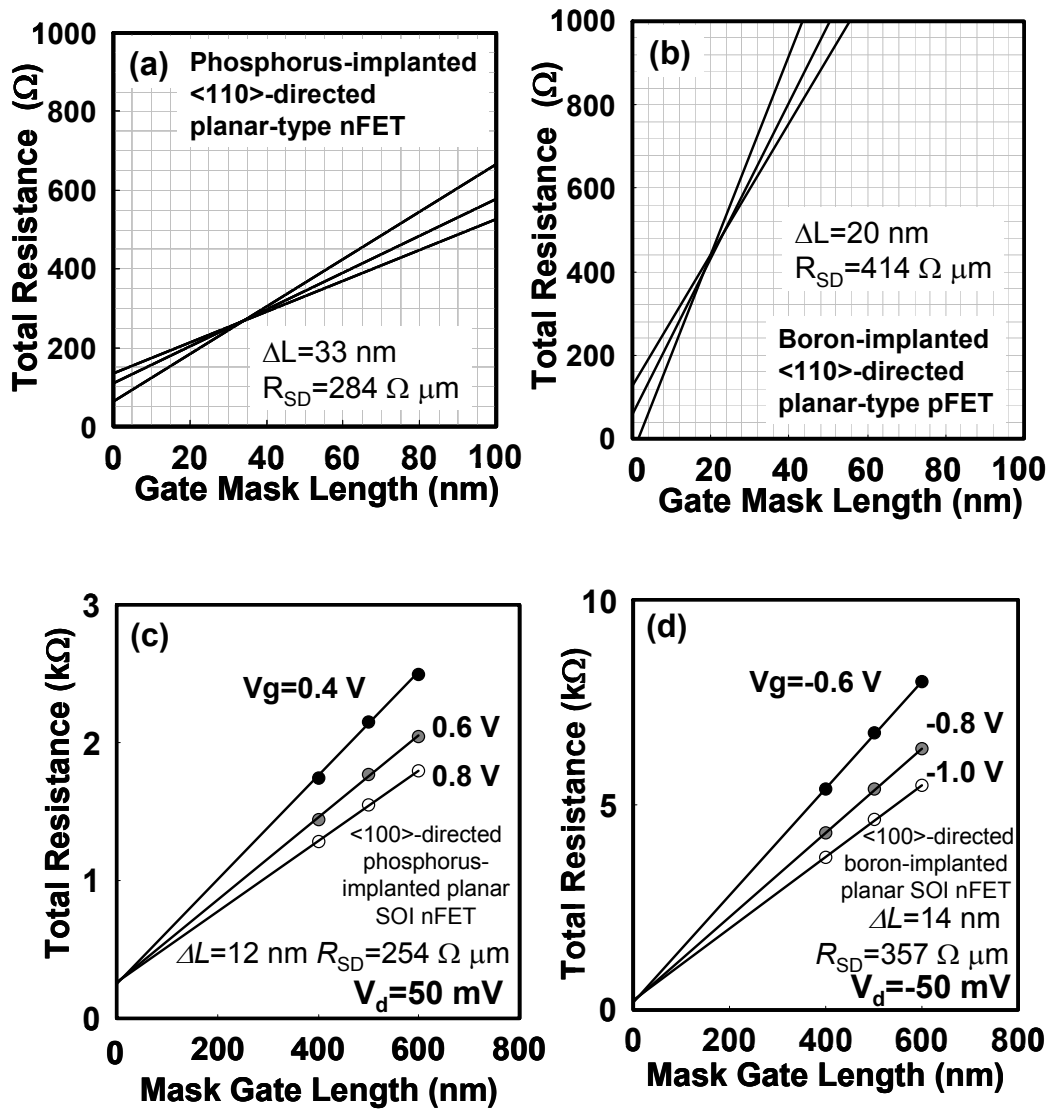 (a) Phosphorus-implanted
<110>-directed
planar-type nFET
Total Resistance (Ω)
1000
800
600
400
200
0
ΔL=33 nm
R_SD=284 Ω μm
0 20 40 60 80 100
Gate Mask Length (nm)
(b)
Total Resistance (Ω)
1000
800
600
400
200
0
ΔL=20 nm
R_SD=414 Ω μm
Boron-implanted
<110>-directed
planar-type pFET
0 20 40 60 80 100
Gate Mask Length (nm)
(c)
Total Resistance (kΩ)
3
2
1
0
Vg=0.4 V
0.6 V
0.8 V
<100>-directed
phosphorus-
implanted planar
SOI nFET
ΔL=12 nm R_SD=254 Ω μm
V_d=50 mV
0 200 400 600 800
Mask Gate Length (nm)
(d)
Total Resistance (kΩ)
10
5
0
Vg=-0.6 V
-0.8 V
-1.0 V
<100>-directed
boron-implanted
planar SOI nFET
ΔL=14 nm
R_SD=357 Ω μm
V_d=-50 mV
0 200 400 600 800
Mask Gate Length (nm)